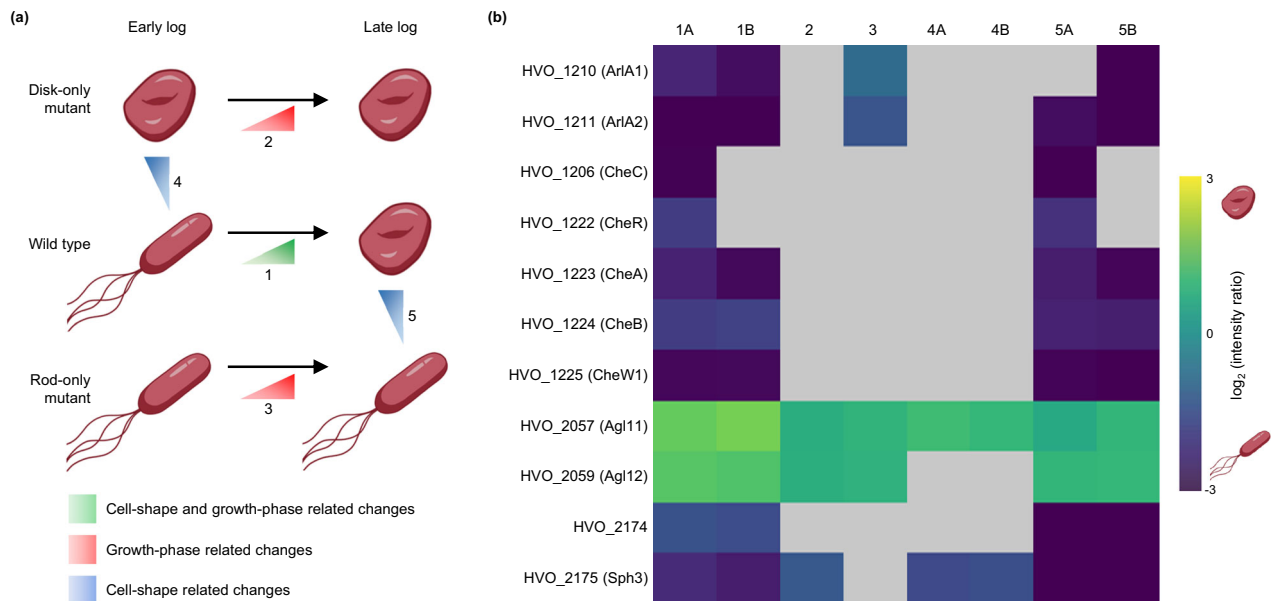 (a)
Early log
Late log
Disk-only
mutant
2
4
Wild type
1
5
Rod-only
mutant
3
Cell-shape and growth-phase related changes
Growth-phase related changes
Cell-shape related changes
(b)
1A 1B 2 3 4A 4B 5A 5B
HVO_1210 (ArlA1)
HVO_1211 (ArlA2)
HVO_1206 (CheC)
HVO_1222 (CheR)
HVO_1223 (CheA)
HVO_1224 (CheB)
HVO_1225 (CheW1)
HVO_2057 (Agl11)
HVO_2059 (Agl12)
HVO_2174
HVO_2175 (Sph3)
3
0
-3
log₂ (intensity ratio)